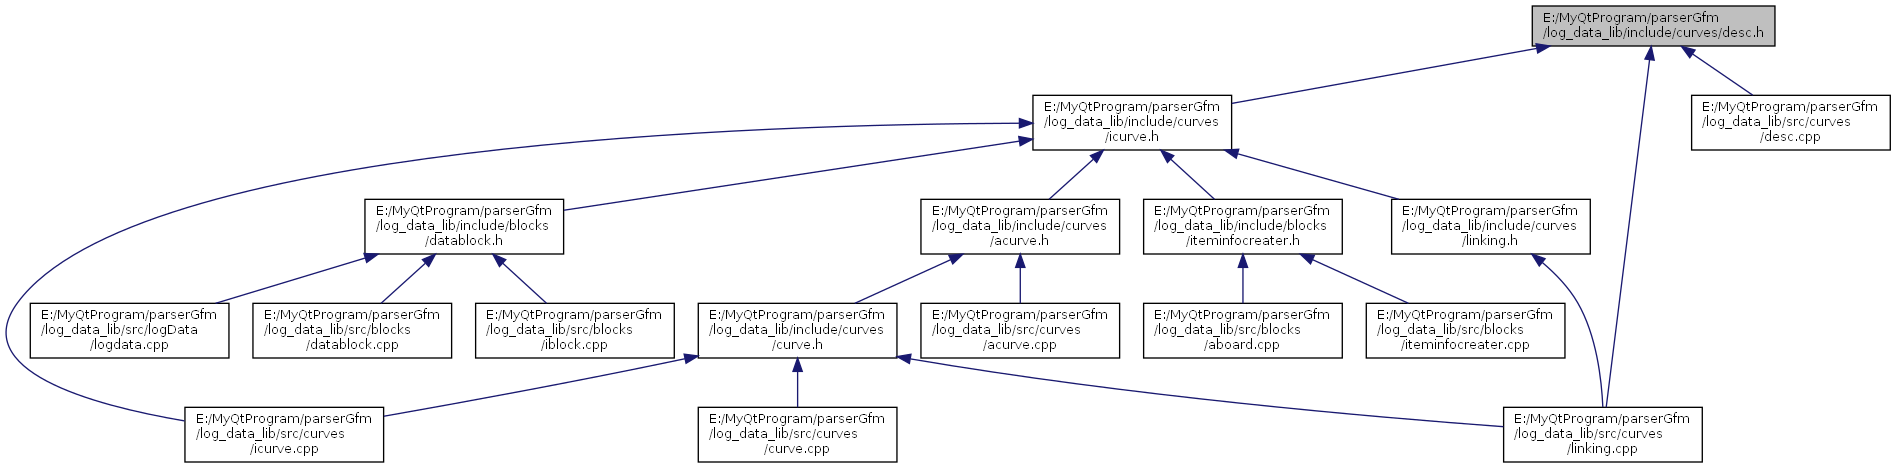 E:/MyQtProgram/parserGfm
/log_data_lib/include/curves/desc.h
E:/MyQtProgram/parserGfm
/log_data_lib/include/curves
/icurve.h
E:/MyQtProgram/parserGfm
/log_data_lib/src/curves
/desc.cpp
E:/MyQtProgram/parserGfm
/log_data_lib/include/blocks
/datablock.h
E:/MyQtProgram/parserGfm
/log_data_lib/include/curves
/acurve.h
E:/MyQtProgram/parserGfm
/log_data_lib/include/blocks
/iteminfocreater.h
E:/MyQtProgram/parserGfm
/log_data_lib/include/curves
/linking.h
E:/MyQtProgram/parserGfm
/log_data_lib/src/logData
/logdata.cpp
E:/MyQtProgram/parserGfm
/log_data_lib/src/blocks
/datablock.cpp
E:/MyQtProgram/parserGfm
/log_data_lib/src/blocks
/iblock.cpp
E:/MyQtProgram/parserGfm
/log_data_lib/include/curves
/curve.h
E:/MyQtProgram/parserGfm
/log_data_lib/src/curves
/acurve.cpp
E:/MyQtProgram/parserGfm
/log_data_lib/src/blocks
/aboard.cpp
E:/MyQtProgram/parserGfm
/log_data_lib/src/blocks
/iteminfocreater.cpp
E:/MyQtProgram/parserGfm
/log_data_lib/src/curves
/icurve.cpp
E:/MyQtProgram/parserGfm
/log_data_lib/src/curves
/curve.cpp
E:/MyQtProgram/parserGfm
/log_data_lib/src/curves
/linking.cpp